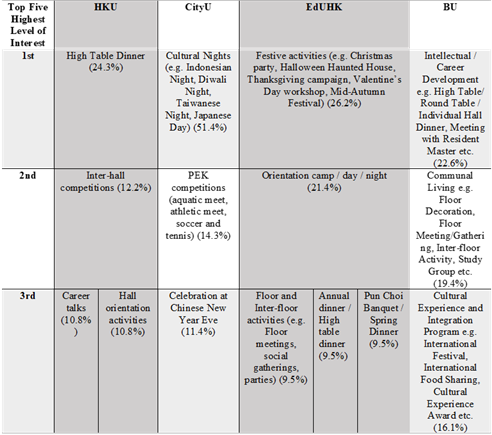 Top Five
Highest
Level of
Interest
HKU
CityU
EdUHK
BU
1st
High Table Dinner
(24.3%)
Cultural Nights
(e.g. Indonesian
Night, Diwali
Night,
Taiwanese
Night, Japanese
Day) (51.4%)
Festive activities (e.g. Christmas
party, Halloween Haunted House,
Thanksgiving campaign, Valentine's
Day workshop, Mid-Autumn
Festival) (26.2%)
Intellectual /
Career
Development
e.g. High Table/
Round Table /
Individual Hall
Dinner, Meeting
with Resident
Master etc.
(22.6%)
2nd
Inter-hall
competitions (12.2%)
PEK
competitions
(aquatic meet,
athletic meet,
soccer and
tennis) (14.3%)
Orientation camp / day / night
(21.4%)
Communal
Living e.g.
Floor
Decoration,
Floor
Meeting/Gatheri
ng, Inter-floor
Activity, Study
Group etc.
(19.4%)
3rd
Career
talks
(10.8%
)
Hall
orientation
activities
(10.8%)
Celebration at
Chinese New
Year Eve
(11.4%)
Floor and
Inter-floor
activities (e.g.
Floor
meetings,
social
gatherings,
parties) (9.5%)
Annual
dinner /
High
table
dinner
(9.5%)
Pun Choi
Banquet /
Spring
Dinner
(9.5%)
Cultural
Experience and
Integration
Program e.g.
International
Festival,
International
Food Sharing,
Cultural
Experience
Award etc.
(16.1%)